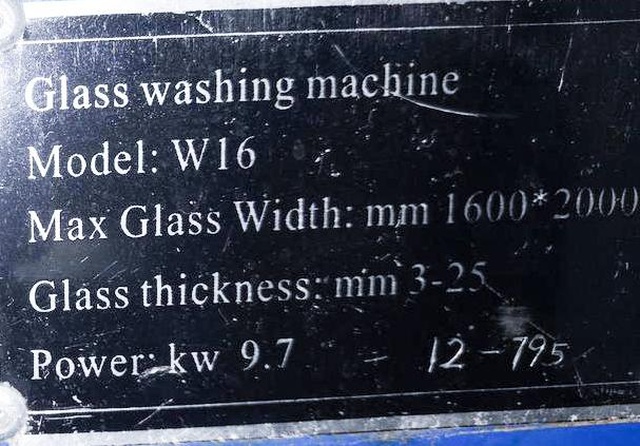 Glass washing machine
Model: W16
Max Glass Width: mm 1600*2000
Glass thickness: mm 3-25
Power: kw 9.7 - 12-795